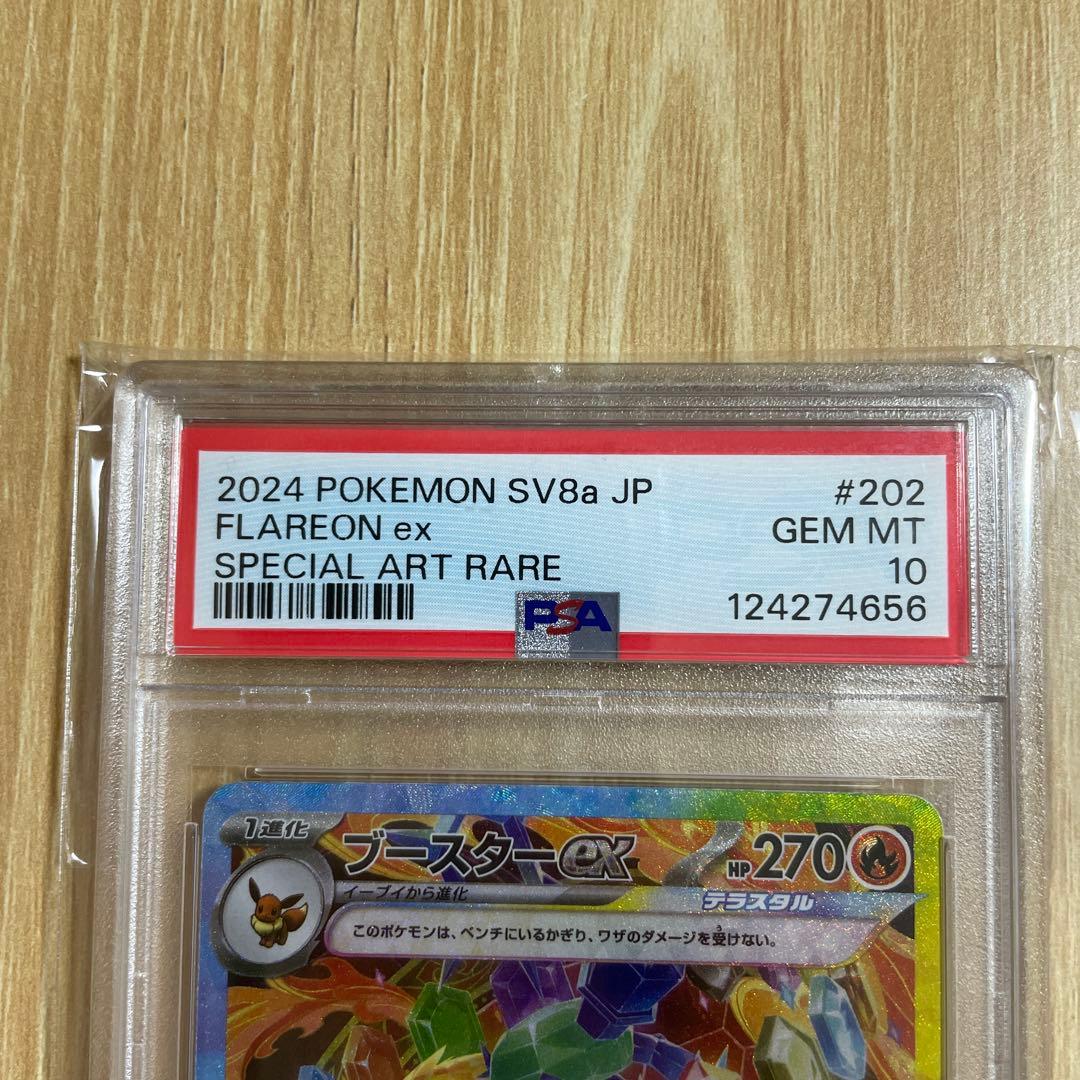 2024 POKEMON SV8a JP #202
FLAREON ex GEM MT
SPECIAL ART RARE 10
PSA 124274656
1進化 ブースターex HP 270
イーブイから進化 テラスタル
このポケモンは、ベンチにいるかぎり、ワザのダメージを受けない。